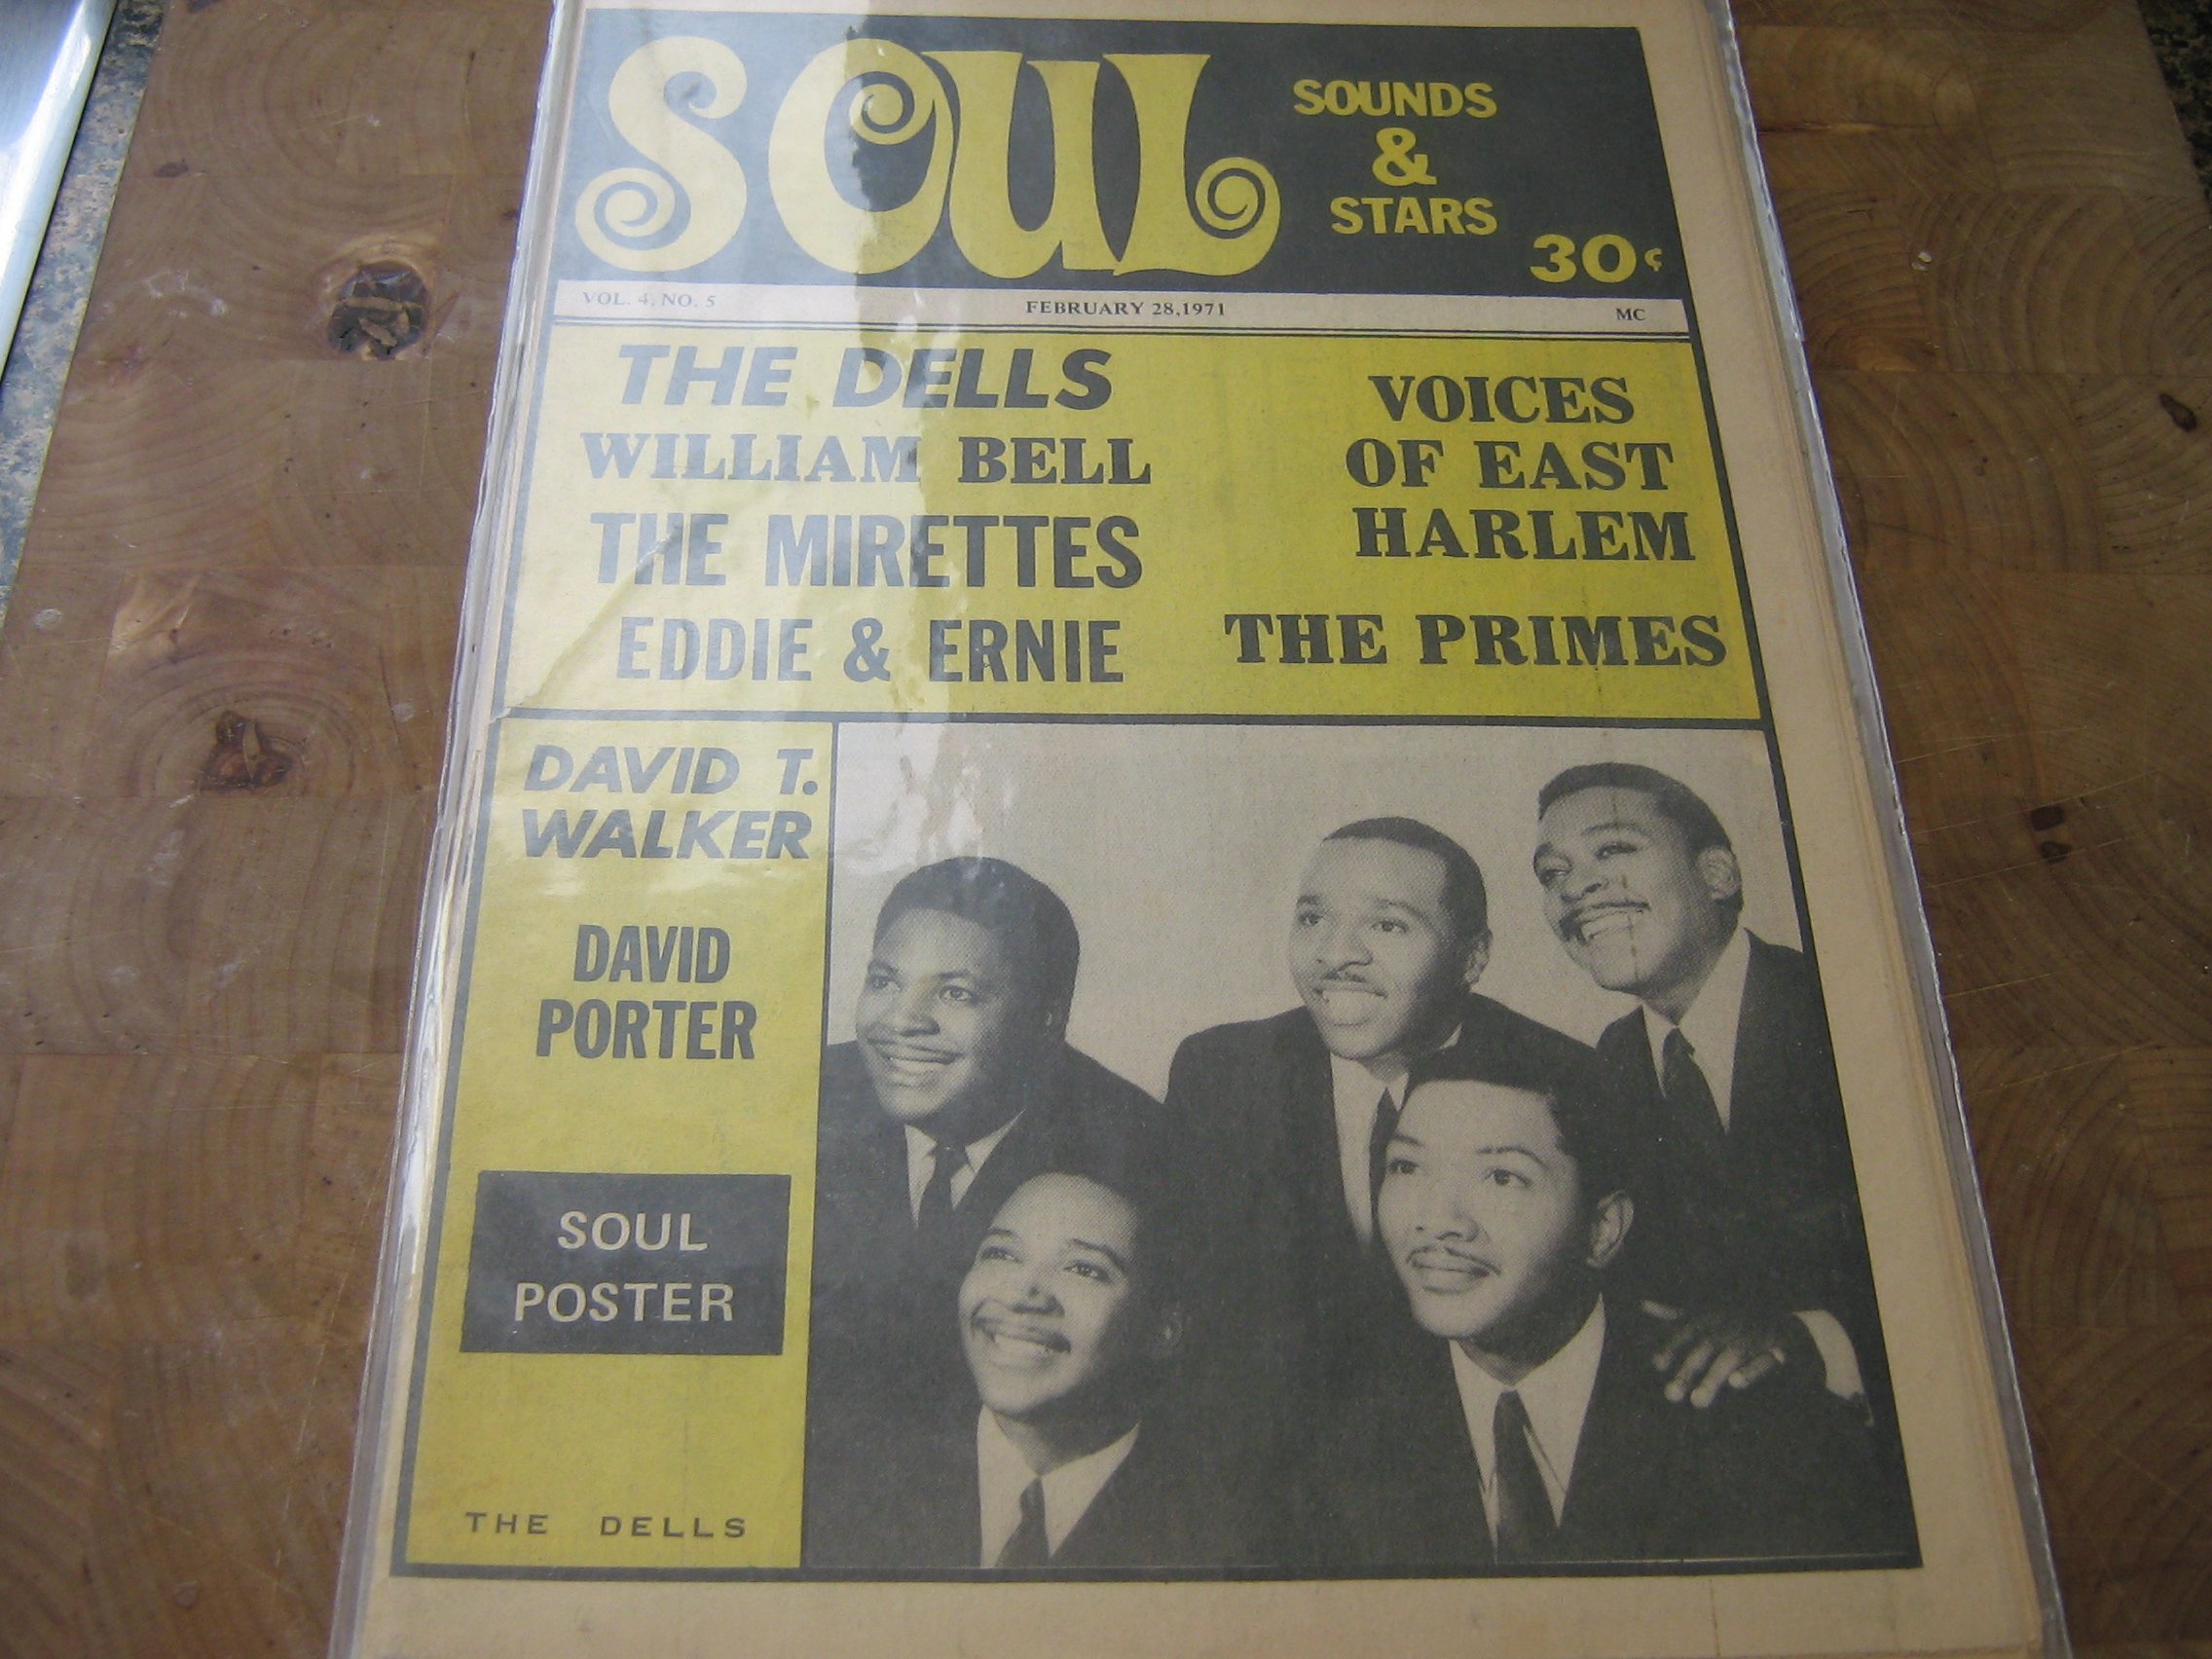 SOUL
SOUNDS
&
STARS
30¢
VOL. 4, NO. 5 FEBRUARY 28,1971 MC
THE DELLS
WILLIAM BELL
THE MIRETTES
EDDIE & ERNIE
VOICES
OF EAST
HARLEM
THE PRIMES
DAVID T.
WALKER
DAVID
PORTER
SOUL
POSTER
THE DELLS